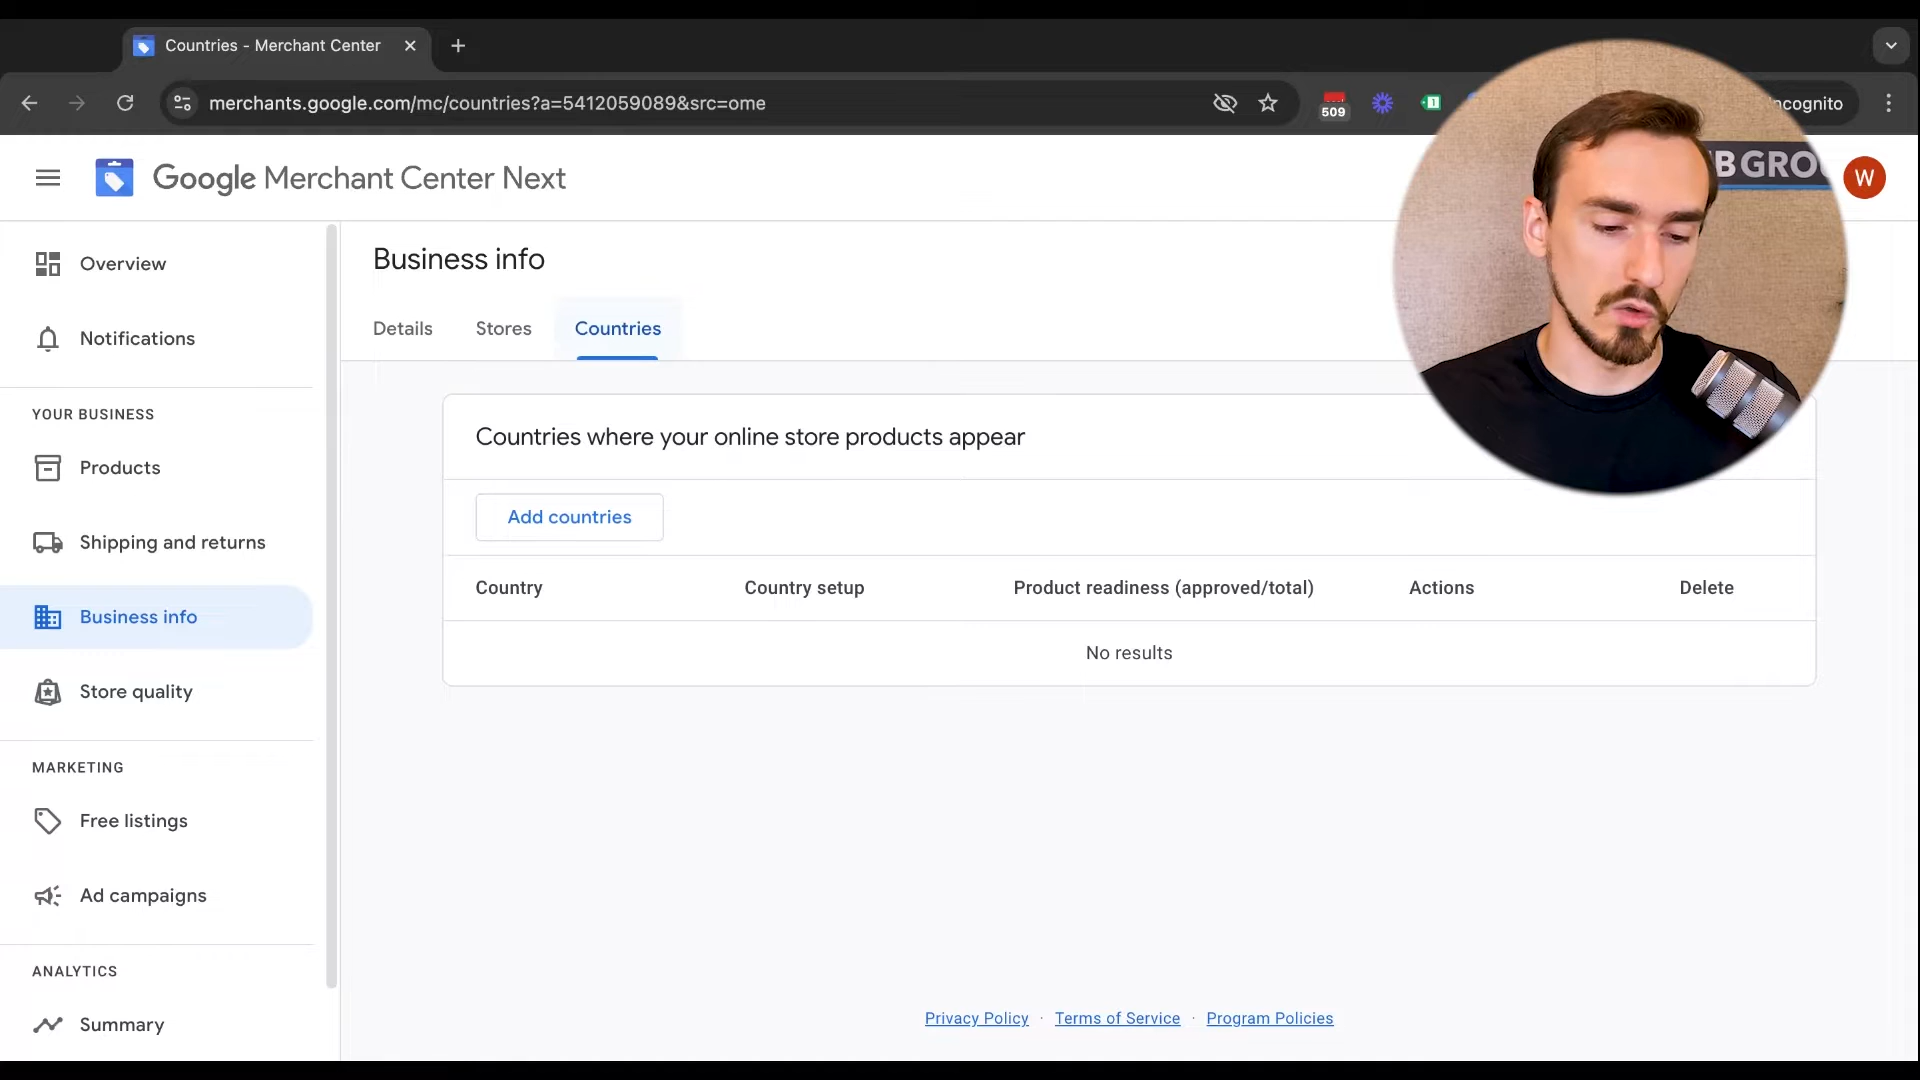 Countries - Merchant Center
merchants.google.com/mc/countries?a=5412059089&src=ome
509
1
ncognito
Google Merchant Center Next
BGRO
W
Overview
Notifications
YOUR BUSINESS
Products
Shipping and returns
Business info
Store quality
MARKETING
Free listings
Ad campaigns
ANALYTICS
Summary
Business info
Details Stores Countries
Countries where your online store products appear
Add countries
Country Country setup Product readiness (approved/total) Actions Delete
No results
Privacy Policy · Terms of Service · Program Policies